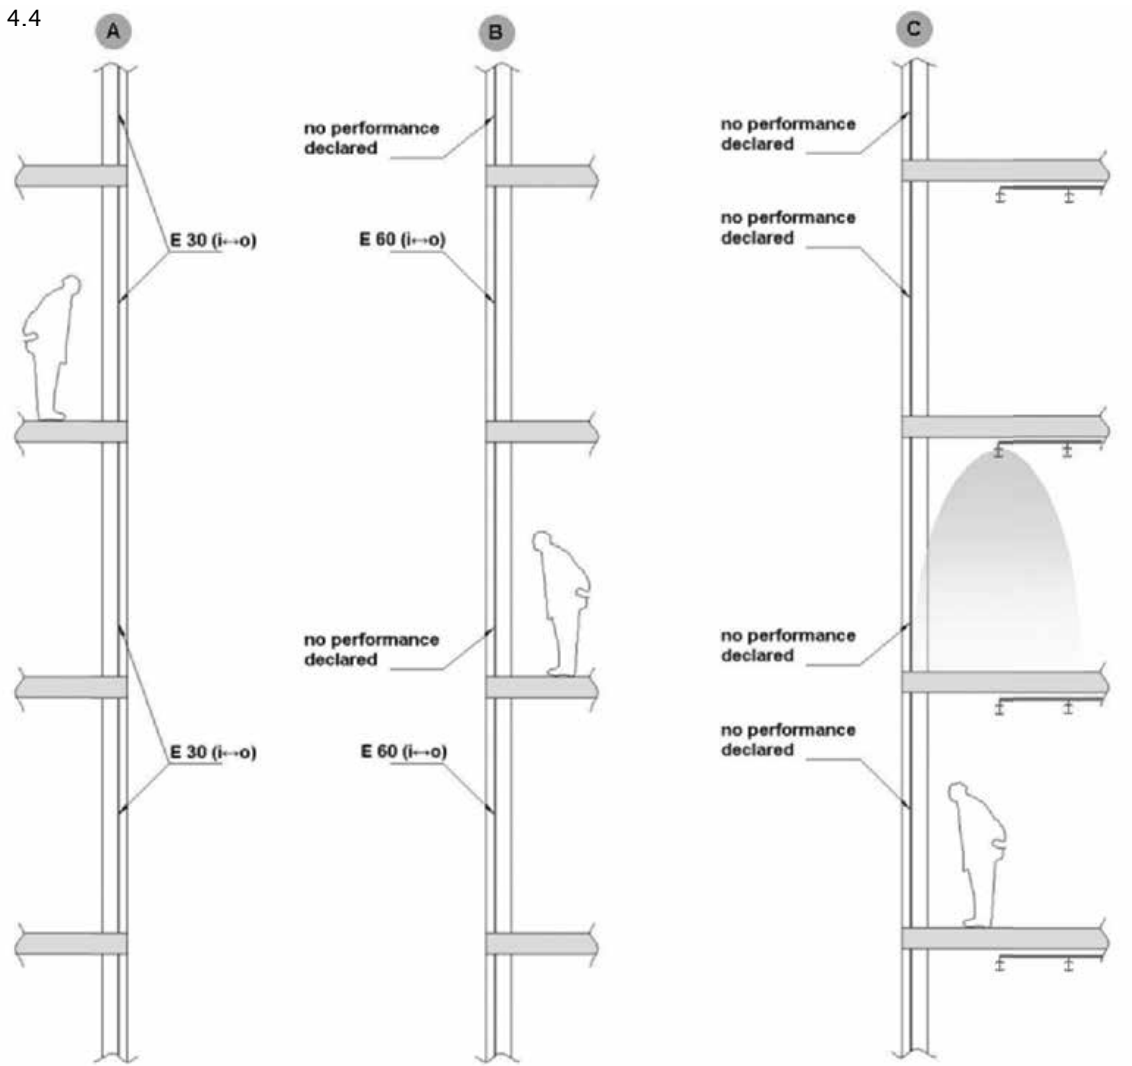 4.4
A
B
C
no performance
declared
no performance
declared
no performance
declared
E 30 (i↔o)
E 60 (i↔o)
no performance
declared
no performance
declared
E 30 (i↔o)
E 60 (i↔o)
no performance
declared